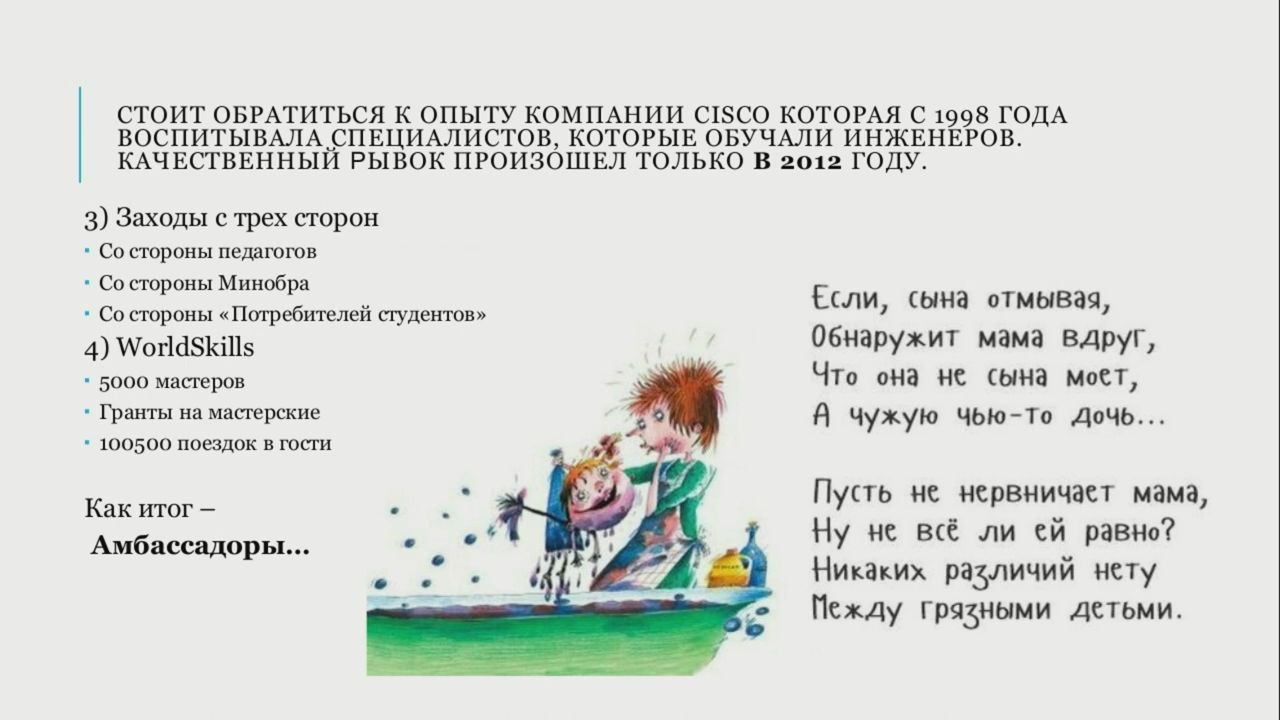 СТОИТ ОБРАТИТЬСЯ К ОПЫТУ КОМПАНИИ CISCO КОТОРАЯ С 1998 ГОДА
ВОСПИТЫВАЛА СПЕЦИАЛИСТОВ, КОТОРЫЕ ОБУЧАЛИ ИНЖЕНЕРОВ.
КАЧЕСТВЕННЫЙ РЫВОК ПРОИЗОШЕЛ ТОЛЬКО В 2012 ГОДУ.
3) Заходы с трех сторон
▪ Со стороны педагогов
▪ Со стороны Минобра
▪ Со стороны «Потребителей студентов»
4) WorldSkills
▪ 5000 мастеров
▪ Гранты на мастерские
▪ 100500 поездок в гости
Как итог –
Амбассадоры...
Если, сына отмывая,
Обнаружит мама вдруг,
Что она не сына моет,
А чужую чью-то дочь...
Пусть не нервничает мама,
Ну не всё ли ей равно?
Никаких различий нету
Между грязными детьми.